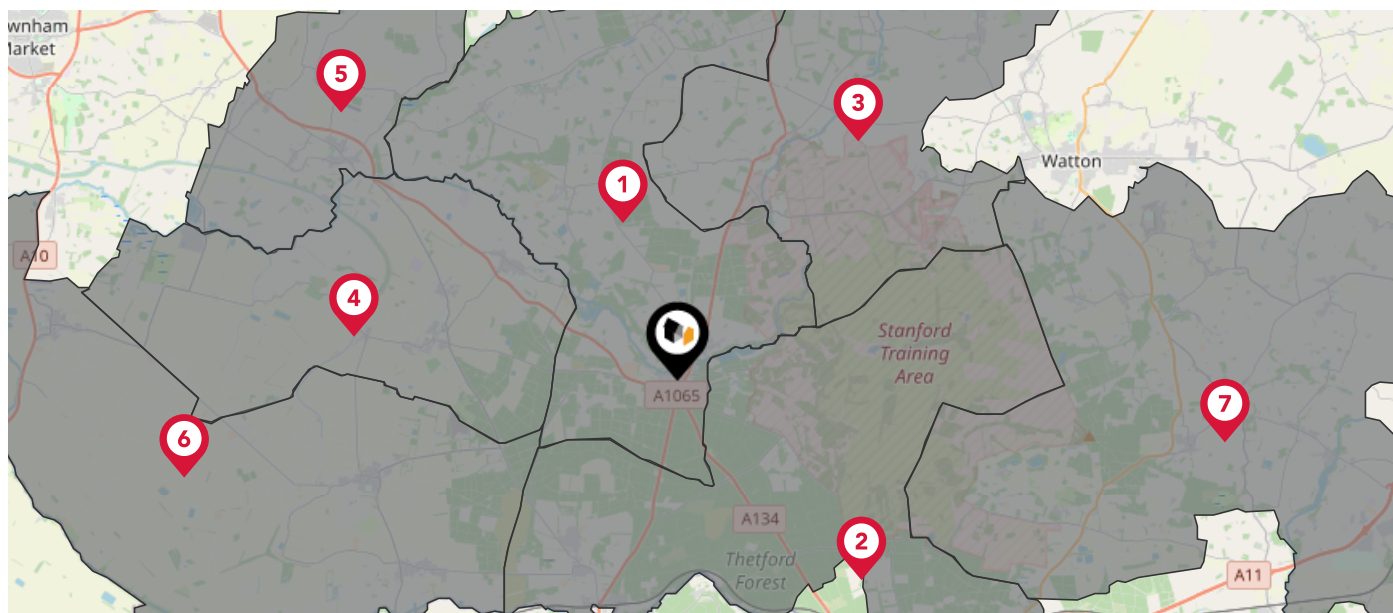 wnham
Market
5
3
Watton
1
A10
4
Stanford
Training
Area
A1065
7
6
A134
2
Thetford
Forest
A11